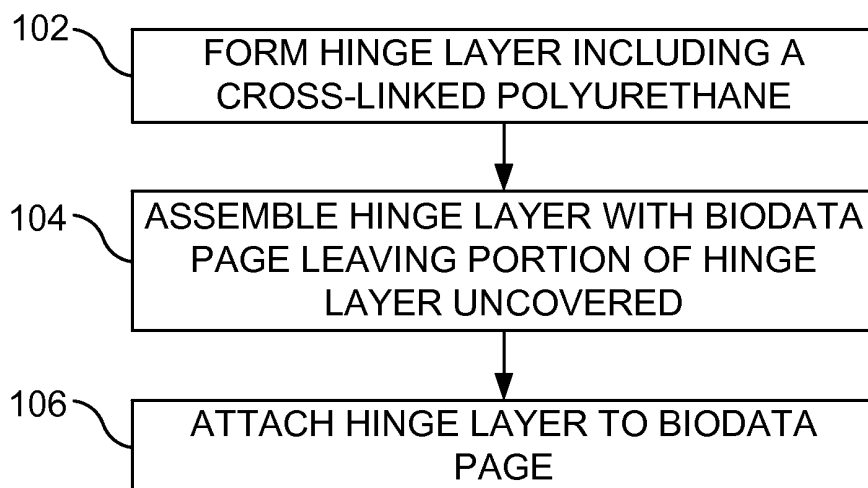 102
FORM HINGE LAYER INCLUDING A
CROSS-LINKED POLYURETHANE
104
ASSEMBLE HINGE LAYER WITH BIODATA
PAGE LEAVING PORTION OF HINGE
LAYER UNCOVERED
106
ATTACH HINGE LAYER TO BIODATA
PAGE